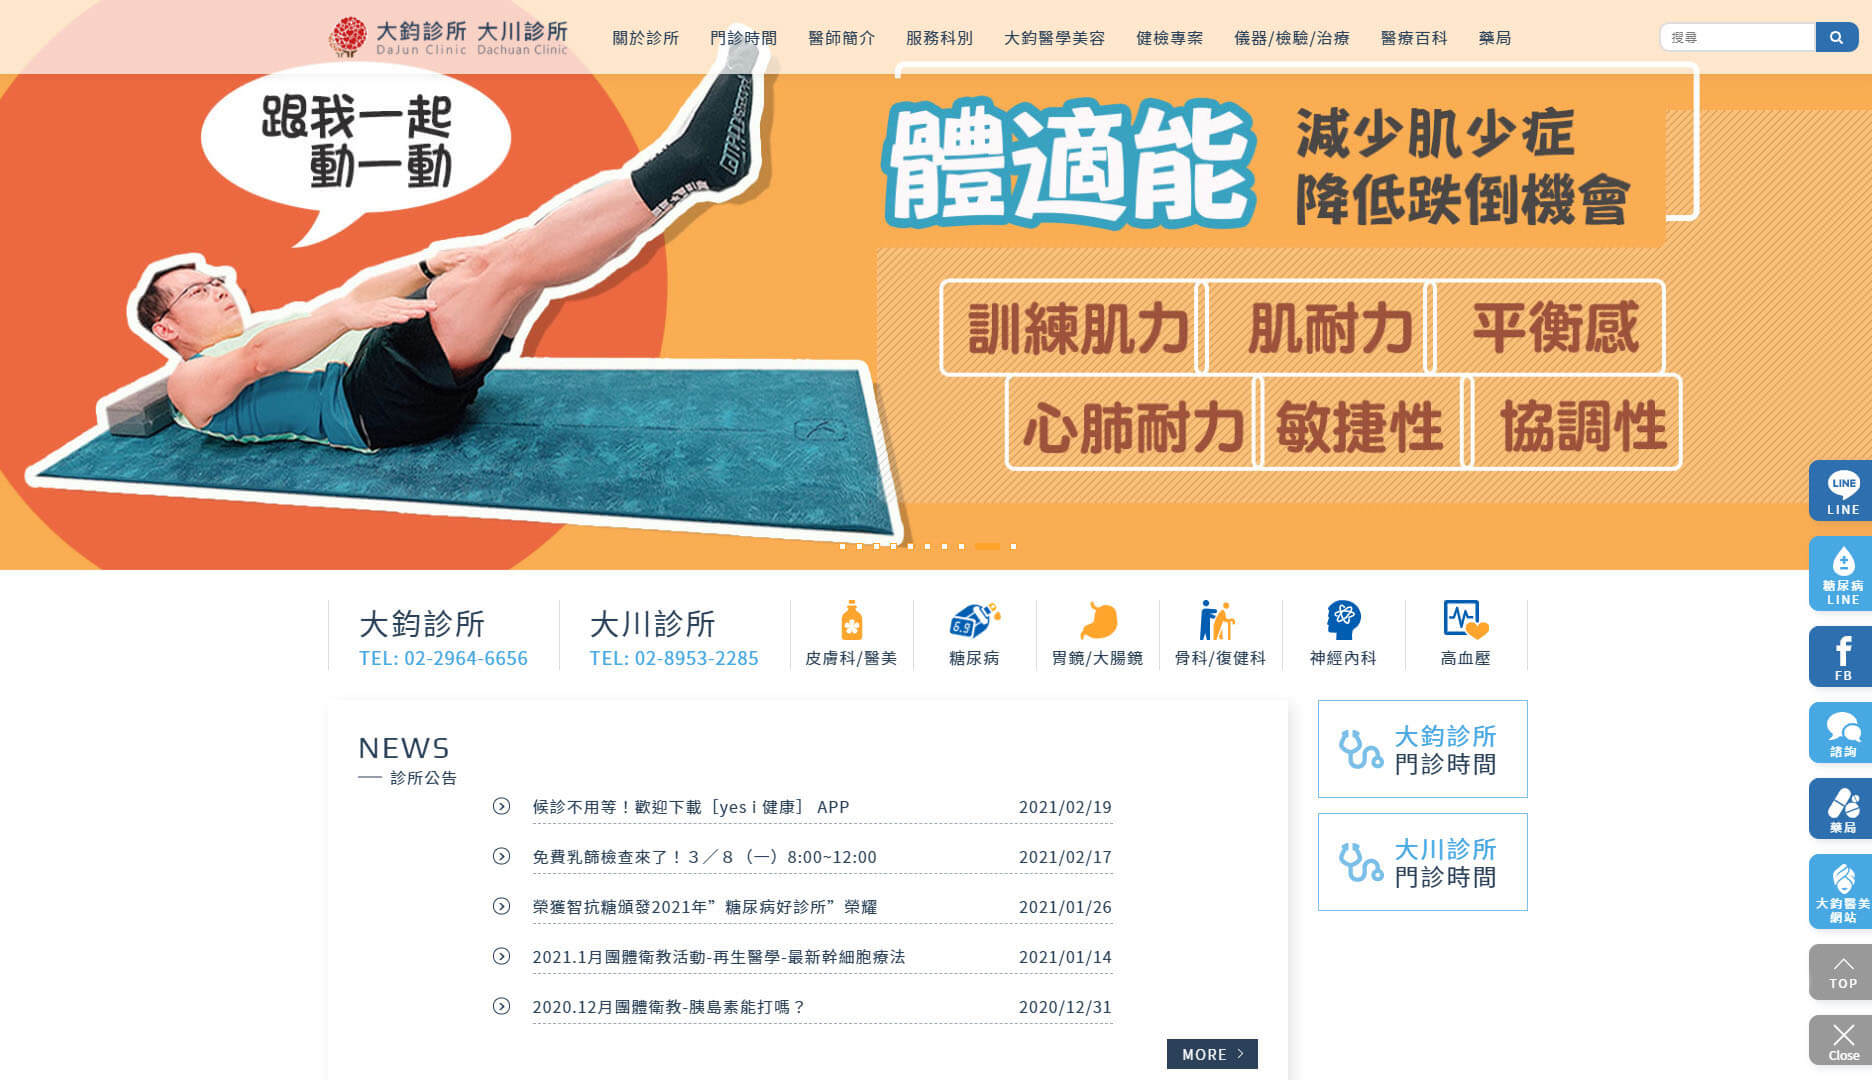 大鈞診所 大川診所
DaJun Clinic Dachuan Clinic
關於診所
門診時間
醫師簡介
服務科別
大鈞醫學美容
健檢專案
儀器/檢驗/治療
醫療百科
藥局
搜尋
跟我一起
動一動
體適能
減少肌少症
降低跌倒機會
訓練肌力
肌耐力
平衡感
心肺耐力
敏捷性
協調性
大鈞診所
TEL: 02-2964-6656
大川診所
TEL: 02-8953-2285
皮膚科/醫美
6.9
糖尿病
胃鏡/大腸鏡
骨科/復健科
神經內科
高血壓
NEWS
診所公告
候診不用等！歡迎下載［yes i 健康］ APP 2021/02/19
免費乳篩檢查來了！３／８（一）8:00~12:00 2021/02/17
榮獲智抗糖頒發2021年”糖尿病好診所”榮耀 2021/01/26
2021.1月團體衛教活動-再生醫學-最新幹細胞療法 2021/01/14
2020.12月團體衛教-胰島素能打嗎？ 2020/12/31
MORE
大鈞診所
門診時間
大川診所
門診時間
LINE
LINE
糖尿病
LINE
FB
諮詢
藥局
大鈞醫美
網站
TOP
Close